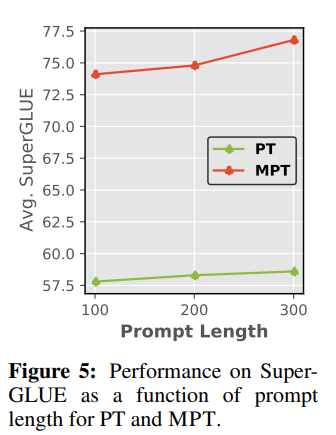 77.5
75.0
72.5
70.0
67.5
65.0
62.5
60.0
57.5
Avg. SuperGLUE
PT
MPT
100 200 300
Prompt Length
Figure 5: Performance on Super-
GLUE as a function of prompt
length for PT and MPT.